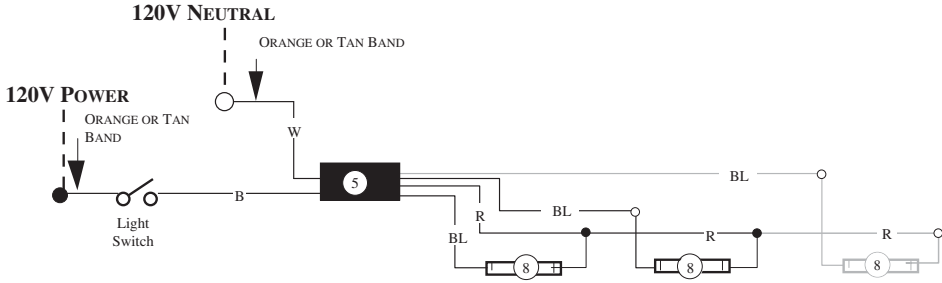 120V NEUTRAL
ORANGE OR TAN BAND
120V POWER
ORANGE OR TAN
BAND
W
5
BL
B
Light
Switch
R
BL
BL
R
R
8
8
8